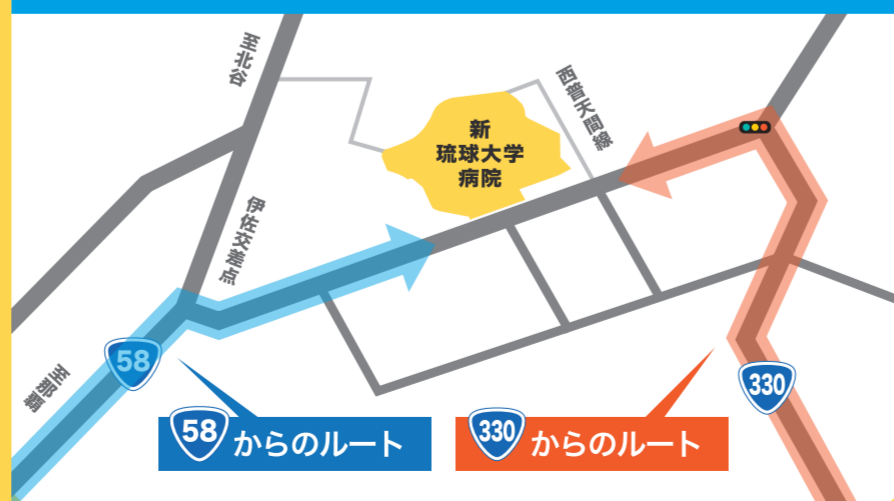 至北谷
西普天間線
新
琉球大学
病院
伊佐交差点
至那覇
58
330
58からのルート
330からのルート